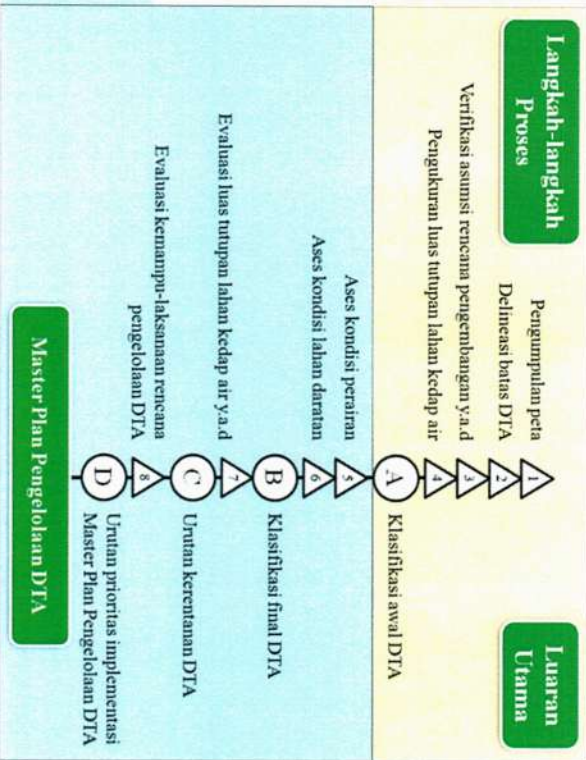 Langkah-langkah
Proses
Luaran
Utama
Pengumpulan peta
1
Delineasi batas DTA
2
Verifikasi asumsi rencana pengembangan y.a.d
3
Pengukuran luas tutupan lahan kedap air
4
A
Klasifikasi awal DTA
Ases kondisi perairan
5
Ases kondisi lahan daratan
6
B
Klasifikasi final DTA
Evaluasi luas tutupan lahan kedap air y.a.d
7
C
Urutan kerentanan DTA
Evaluasi kemampu-laksanaan rencana
pengelolaan DTA
8
D
Urutan prioritas implementasi
Master Plan Pengelolaan DTA
Master Plan Pengelolaan DTA